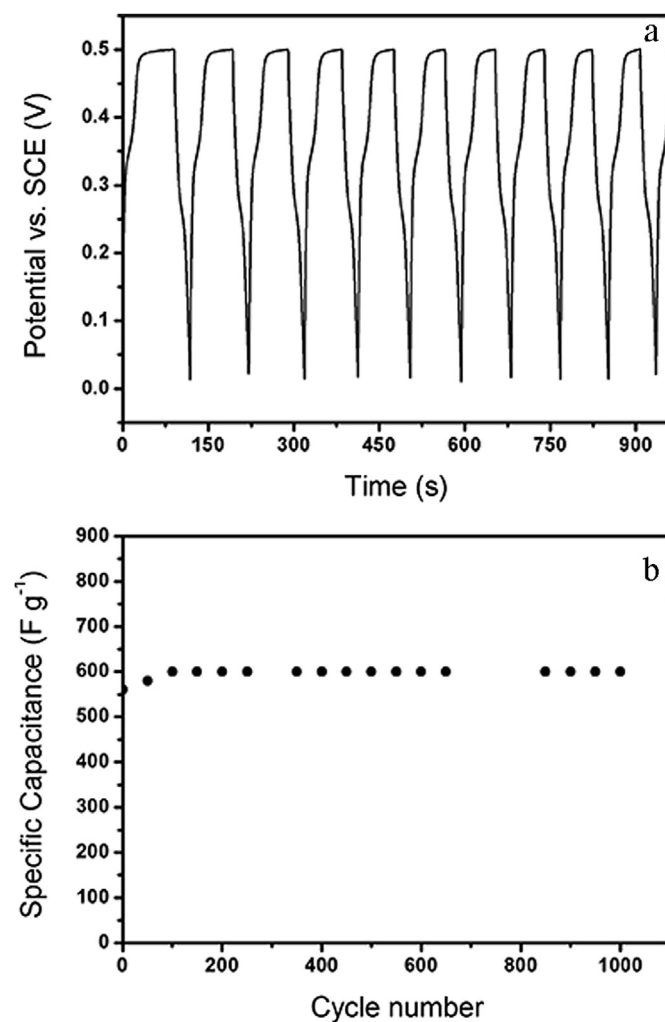 a
0.5
0.4
0.3
0.2
0.1
0.0
Potential vs. SCE (V)
0 150 300 450 600 750 900
Time (s)
b
900
800
700
600
500
400
300
200
100
0
Specific Capacitance (F g⁻¹)
0 200 400 600 800 1000
Cycle number